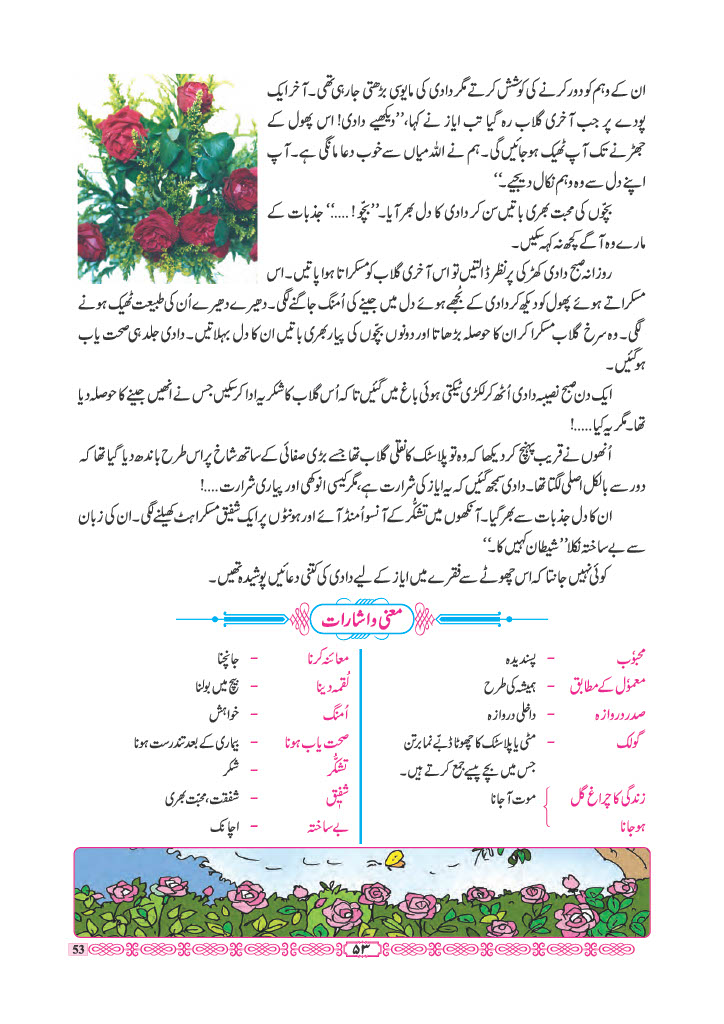 ان کے وہم کو دور کرنے کی کوشش کرتے مگر دادی کی مایوسی بڑھتی جا رہی تھی۔ آخر ایک
پودے پر جب آخری گلاب رہ گیا تب ایاز نے کہا، ”دیکھیے دادی! اس پھول کے
جھڑنے تک آپ ٹھیک ہو جائیں گی۔ ہم نے اللہ میاں سے خوب دعا مانگی ہے۔ آپ
اپنے دل سے وہ وہم نکال دیجیے۔“
بچّوں کی محبت بھری باتیں سن کر دادی کا دل بھر آیا۔ ”بچّو! .....“ جذبات کے
مارے وہ آگے کچھ نہ کہہ سکیں۔
روزانہ صبح دادی کھڑکی پر نظر ڈالتیں تو اس آخری گلاب کو مسکراتا ہوا پاتیں۔ اس
مسکراتے ہوئے پھول کو دیکھ کر دادی کے بُجھے ہوئے دل میں جینے کی اُمنگ جاگنے لگی۔ دھیرے دھیرے اُن کی طبیعت ٹھیک ہونے
لگی۔ وہ سرخ گلاب مسکرا کر ان کا حوصلہ بڑھاتا اور دونوں بچّوں کی پیار بھری باتیں ان کا دل بہلاتیں۔ دادی جلد ہی صحت یاب
ہو گئیں۔
ایک دن صبح نصیبہ دادی اُٹھ کر لکڑی ٹیکتی ہوئی باغ میں گئیں تاکہ اُس گلاب کا شکریہ ادا کر سکیں جس نے انھیں جینے کا حوصلہ دیا
تھا۔ مگر یہ کیا .....!
اُنھوں نے قریب پہنچ کر دیکھا کہ وہ تو پلاسٹک کا نقلی گلاب تھا جسے بڑی صفائی کے ساتھ شاخ پر اس طرح باندھ دیا گیا تھا کہ
دور سے بالکل اصلی لگتا تھا۔ دادی سمجھ گئیں کہ یہ ایاز کی شرارت ہے، مگر کیسی انوکھی اور پیاری شرارت ....!
ان کا دل جذبات سے بھر گیا۔ آنکھوں میں تشکّر کے آنسو اُمنڈ آئے اور ہونٹوں پر ایک شفیق مسکراہٹ کھیلنے لگی۔ ان کی زبان
سے بے ساختہ نکلا ”شیطان کہیں کا۔“
کوئی نہیں جانتا کہ اس چھوٹے سے فقرے میں ایاز کے لیے دادی کی کتنی دعائیں پوشیدہ تھیں۔
معنی و اشارات
محبوٗب - پسندیدہ
معموٗل کے مطابق - ہمیشہ کی طرح
صدر دروازہ - داخلی دروازہ
گولک - مٹی یا پلاسٹک کا چھوٹا ڈبّے نما برتن
جس میں بچے پیسے جمع کرتے ہیں۔
زندگی کا چراغ گل { موت آجانا
ہو جانا
معائنہ کرنا - جانچنا
لُقمہ دینا - بیچ میں بولنا
اُمنگ - خواہش
صحت یاب ہونا - بیماری کے بعد تندرست ہونا
تشکّر - شکر
شفیق - شفقت، محبّت بھری
بے ساختہ - اچانک
53
۵۳